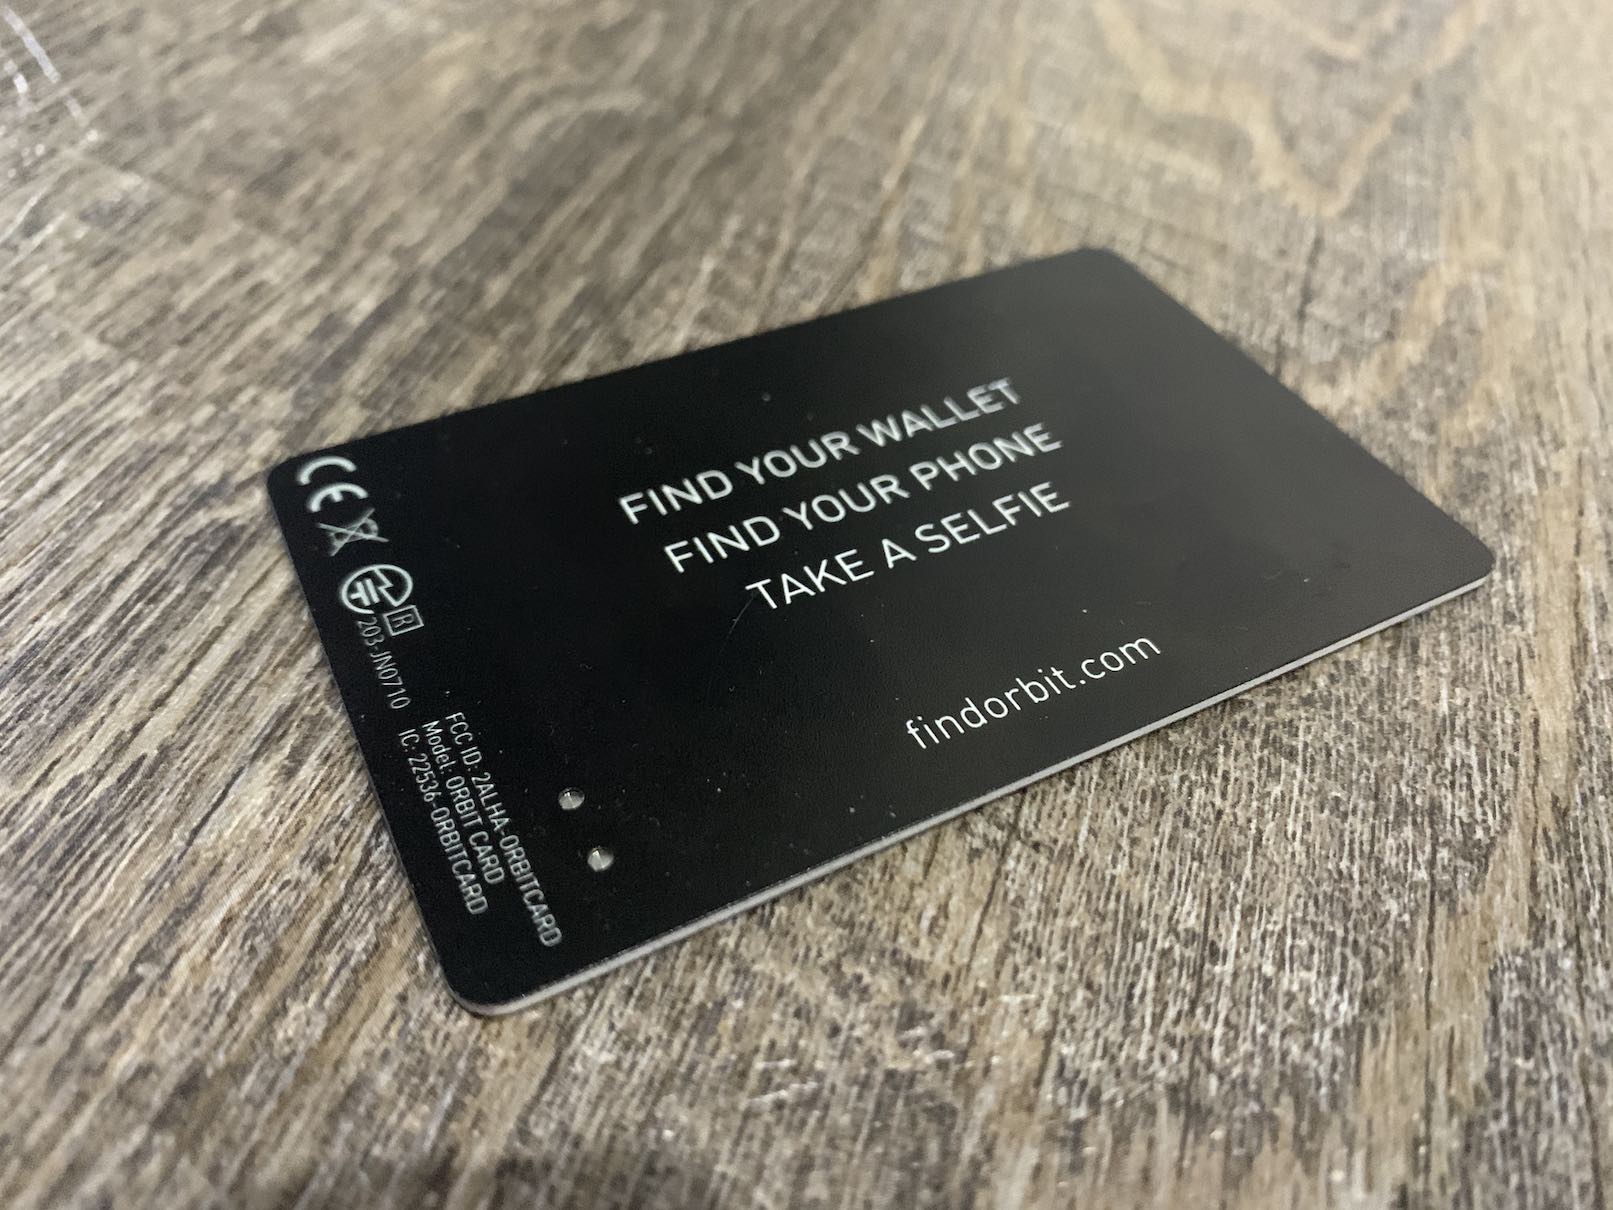 FIND YOUR WALLET
FIND YOUR PHONE
TAKE A SELFIE
findorbit.com
CE
R
203-JN0710
FCC ID: 2ALHA-ORBITCARD
Model: ORBIT CARD
IC: 22536-ORBITCARD